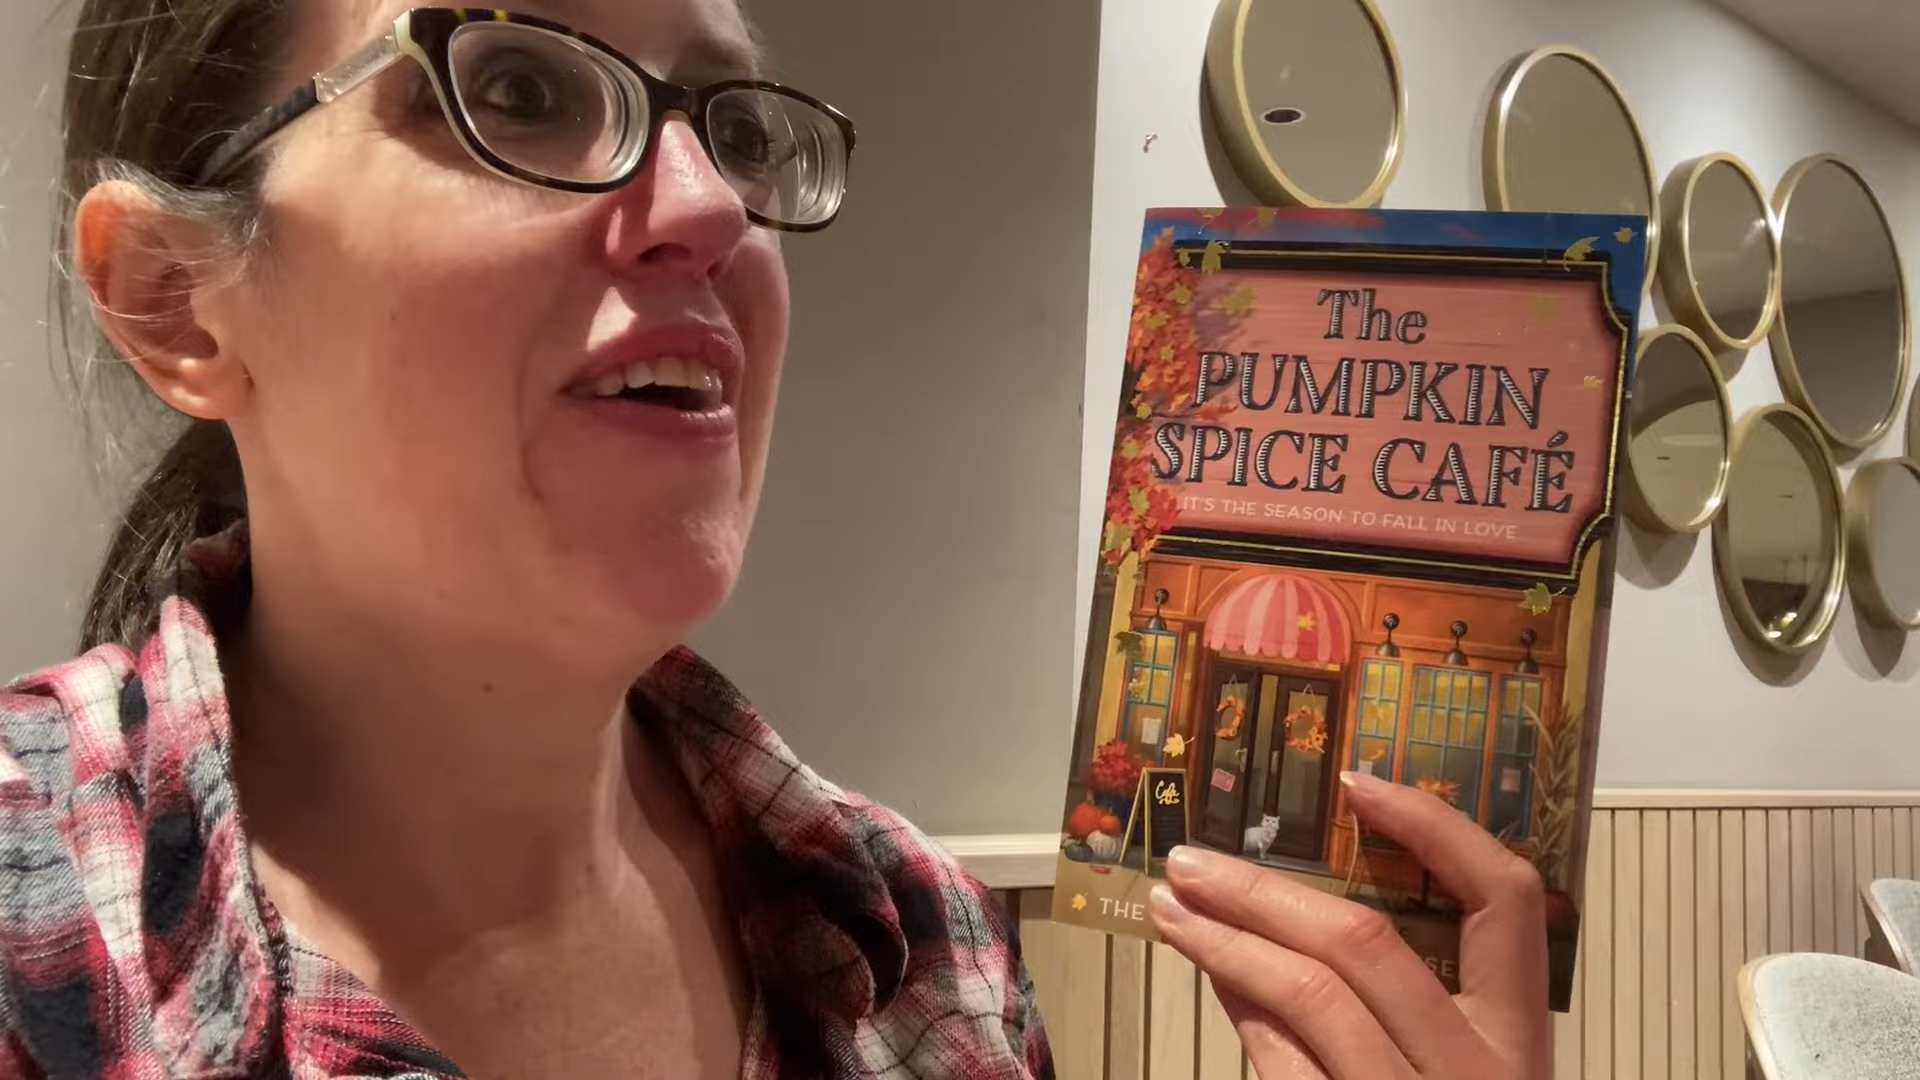 The
PUMPKIN
SPICE CAFÉ
IT'S THE SEASON TO FALL IN LOVE
Café
THE